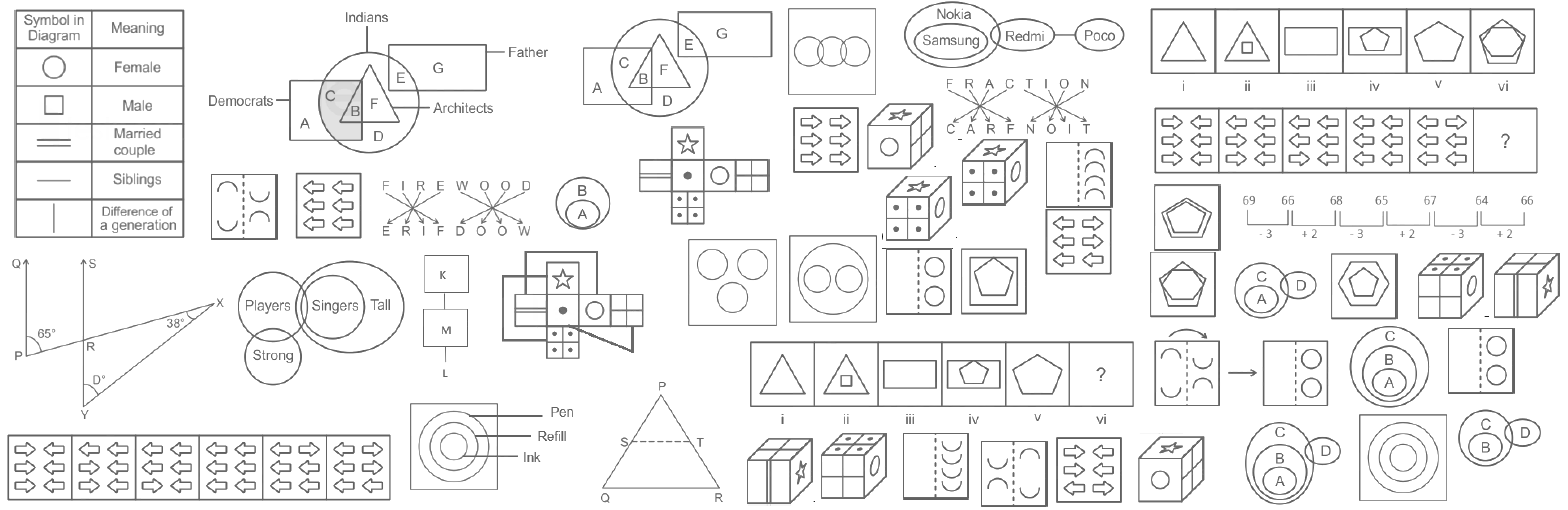 Symbol in
Diagram
Meaning
Female
Male
Married
couple
Siblings
Difference of
a generation
Indians
Father
Democrats
Architects
A
C
B
F
D
E
G
A
C
B
F
D
E
G
Nokia
Samsung
Redmi
Poco
F R A C T I O N
C A R F N O I T
i
ii
iii
iv
v
vi
?
F I R E W O O D
E R I F D O O W
B
A
69 66 68 65 67 64 66
- 3 + 2 - 3 + 2 - 3 + 2
Q
S
X
65°
38°
P
R
D°
Y
Players
Singers
Tall
Strong
K
M
L
C
A
D
?
i
ii
iii
iv
v
vi
C
B
A
Pen
Refill
Ink
P
S
T
Q
R
C
B
A
D
C
B
D